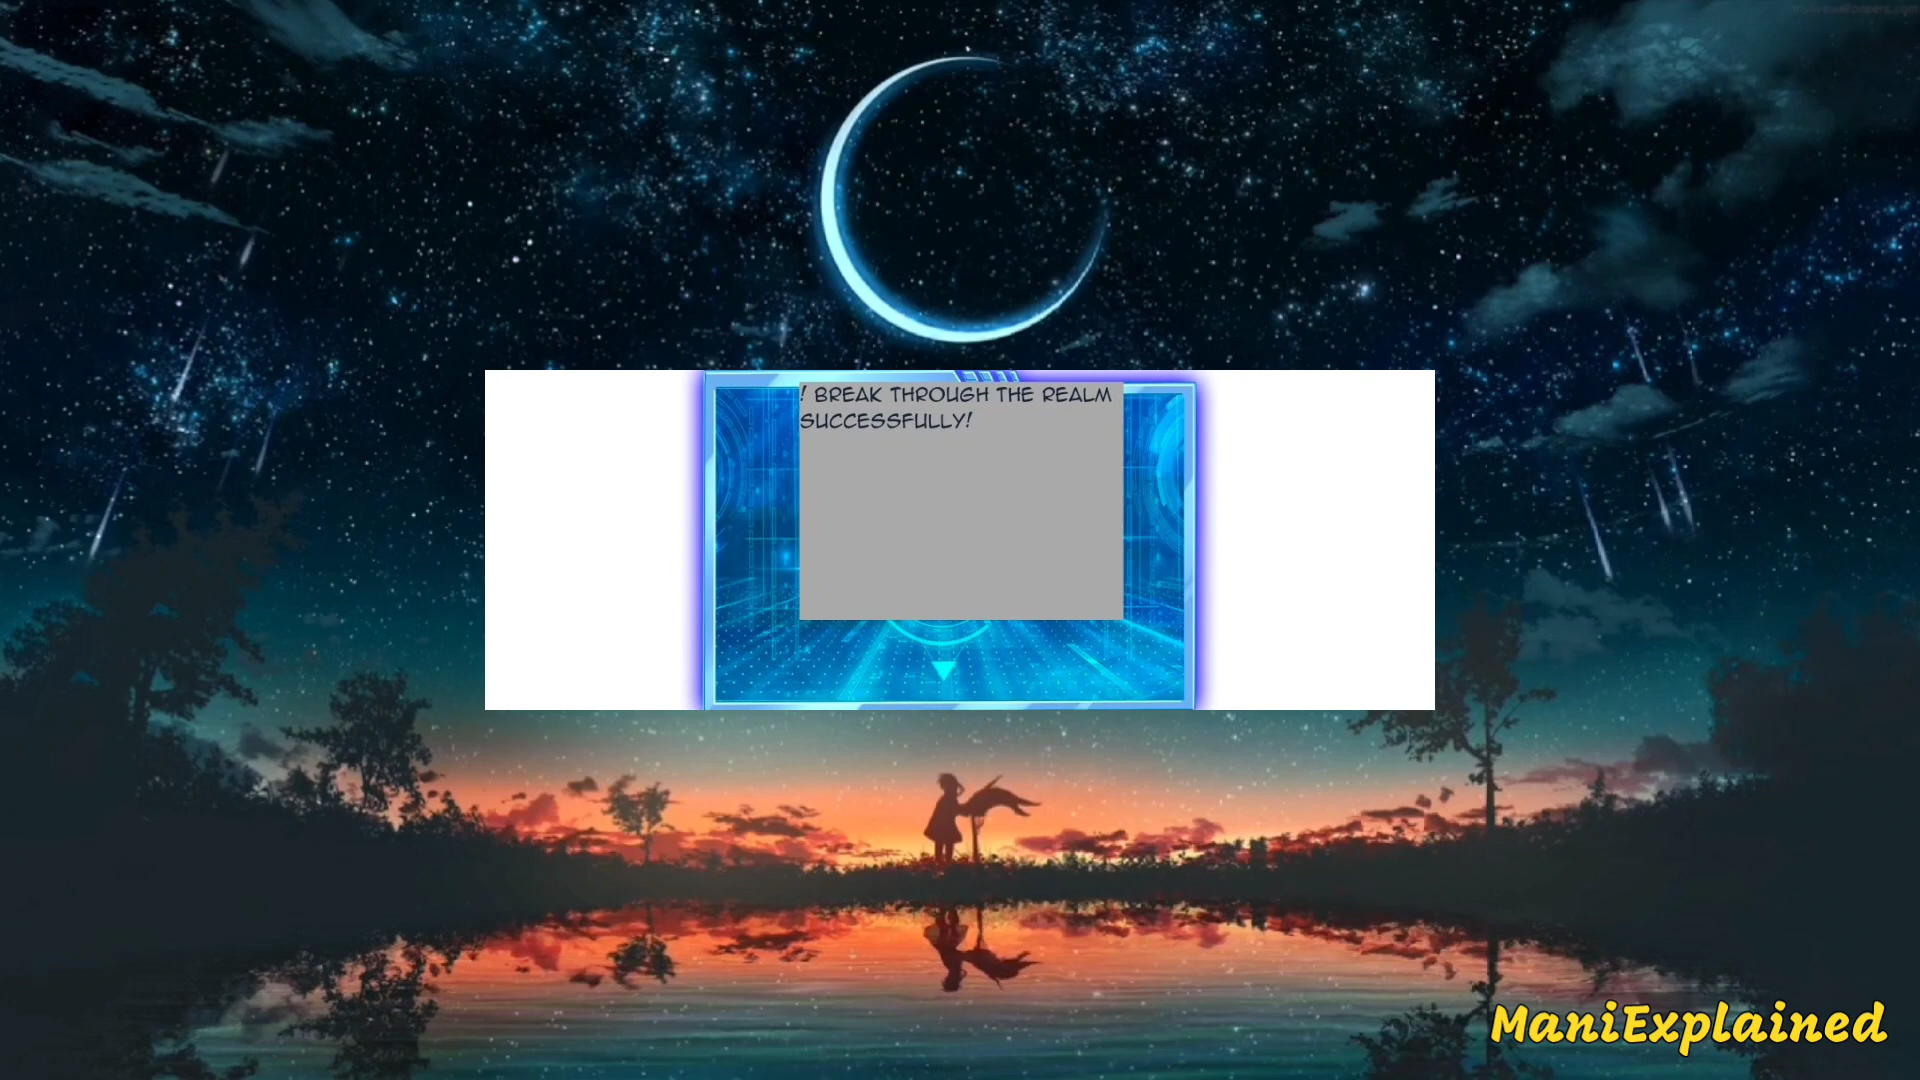 ! BREAK THROUGH THE REALM
SUCCESSFULLY!
ManiExplained